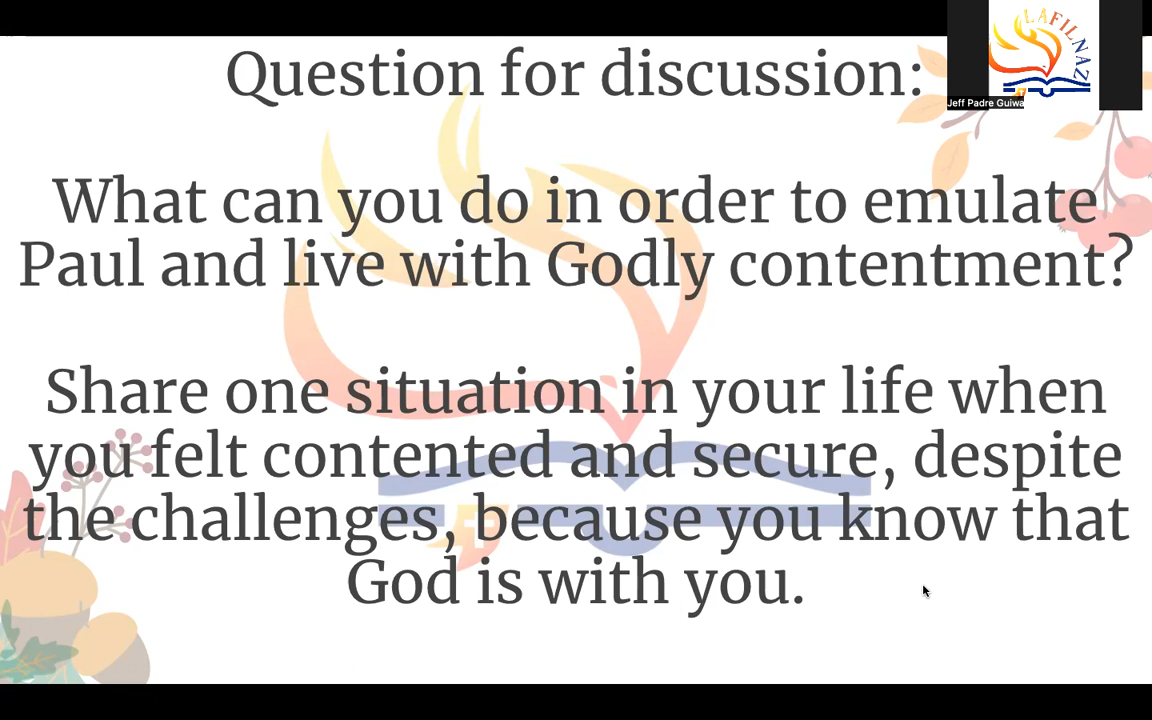 Question for discussion:
LAFILNAZ
Jeff Padre Guiwa
What can you do in order to emulate
Paul and live with Godly contentment?
Share one situation in your life when
you felt contented and secure, despite
the challenges, because you know that
God is with you.